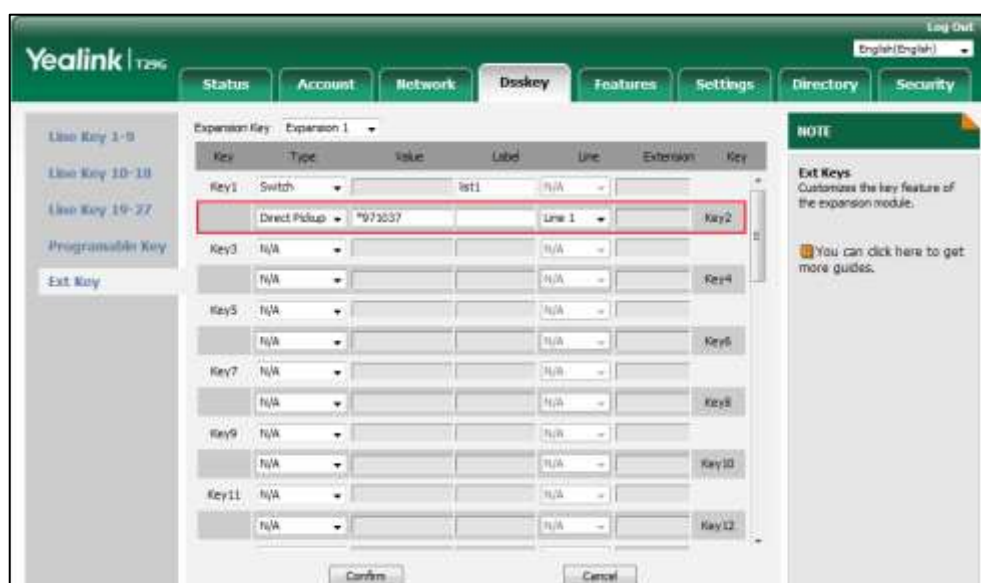 Log Out
Yealink T29G
English(English)
Status Account Network Dsskey Features Settings Directory Security
Line Key 1-9
Line Key 10-18
Line Key 19-27
Programable Key
Ext Key
Expansion Key Expansion 1
Key Type Value Label Line Extension Key
Key1 Switch list1 N/A
Direct Pickup *971037 Line 1 Key2
Key3 N/A N/A
N/A N/A Key4
Key5 N/A N/A
N/A N/A Key6
Key7 N/A N/A
N/A N/A Key8
Key9 N/A N/A
N/A N/A Key10
Key11 N/A N/A
N/A N/A Key12
Confirm Cancel
NOTE
Ext Keys
Customizes the key feature of
the expansion module.
You can click here to get
more guides.